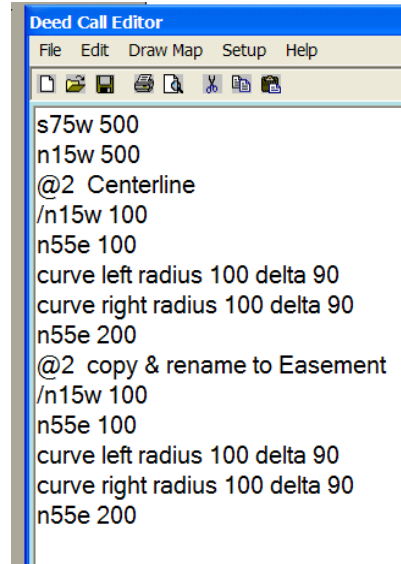 Deed Call Editor
File Edit Draw Map Setup Help
s75w 500
n15w 500
@2  Centerline
/n15w 100
n55e 100
curve left radius 100 delta 90
curve right radius 100 delta 90
n55e 200
@2  copy & rename to Easement
/n15w 100
n55e 100
curve left radius 100 delta 90
curve right radius 100 delta 90
n55e 200